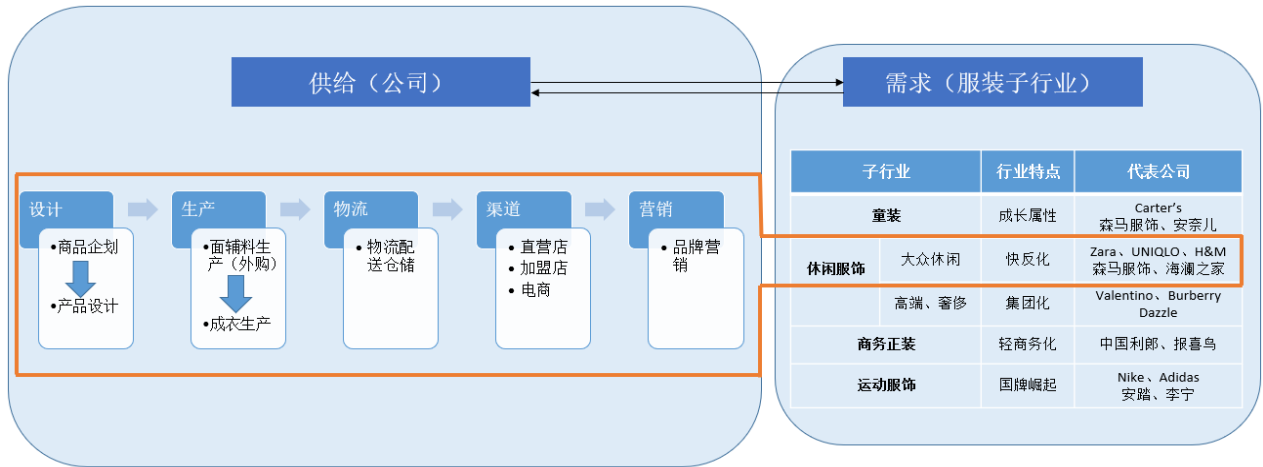 供给（公司）
需求（服装子行业）
设计
•商品企划
•产品设计
生产
•面辅料生
产（外购）
•成衣生产
物流
•物流配
送仓储
渠道
•直营店
•加盟店
•电商
营销
•品牌营
销
子行业 行业特点 代表公司
童装 成长属性 Carter’s
森马服饰、安奈儿
休闲服饰 大众休闲 快反化 Zara、UNIQLO、H&M
森马服饰、海澜之家
高端、奢侈 集团化 Valentino、Burberry
Dazzle
商务正装 轻商务化 中国利郎、报喜鸟
运动服饰 国牌崛起 Nike、Adidas
安踏、李宁